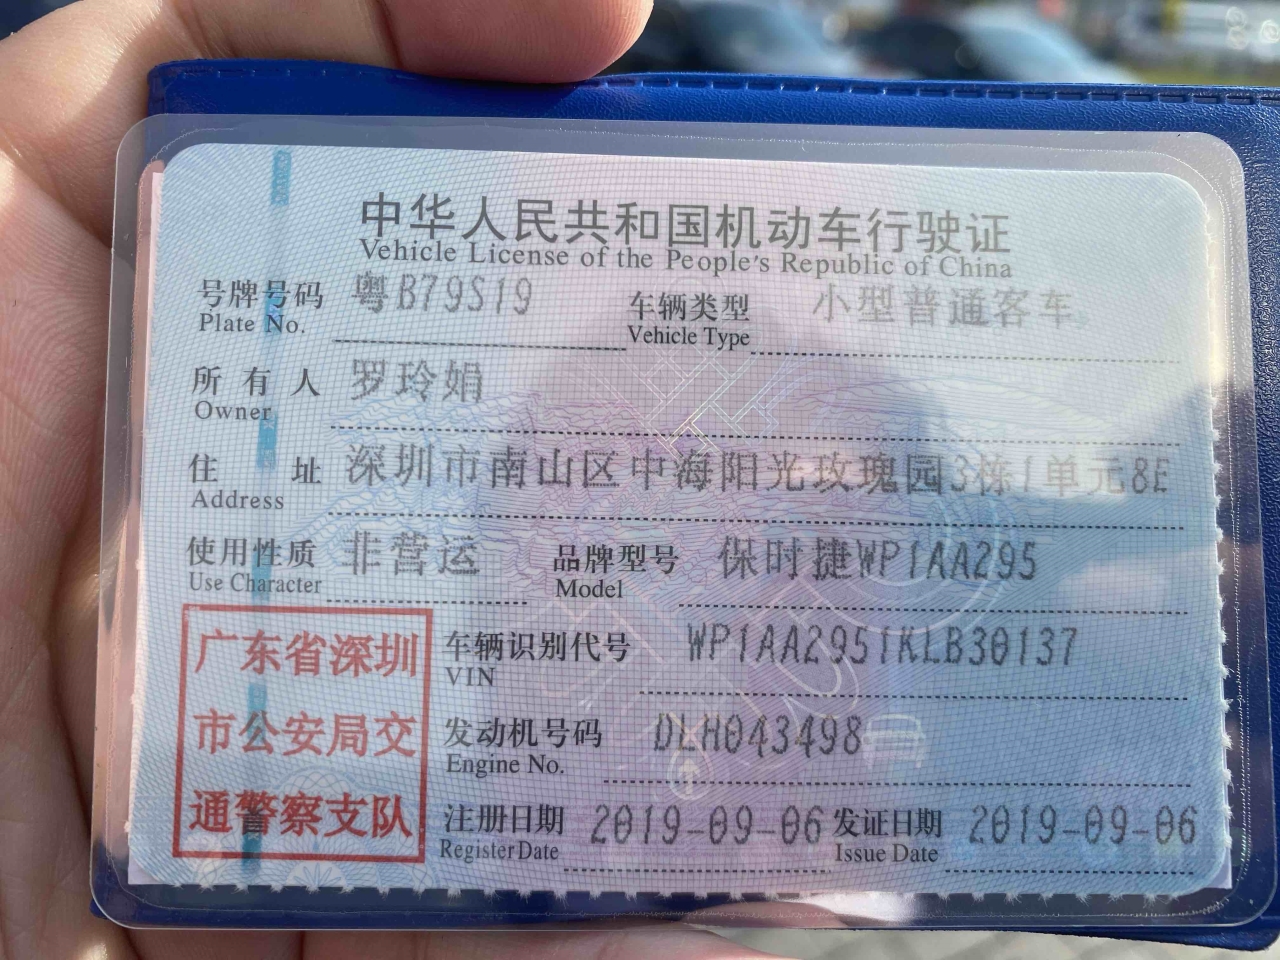 中华人民共和国机动车行驶证
Vehicle License of the People's Republic of China
号牌号码 粤B79S19 车辆类型 小型普通客车
Plate No. Vehicle Type
所有人 罗玲娟
Owner
住址 深圳市南山区中海阳光玫瑰园3栋1单元8E
Address
使用性质 非营运 品牌型号 保时捷WP1AA295
Use Character Model
广东省深圳
市公安局交
通警察支队
车辆识别代号 WP1AA2951KLB30137
VIN
发动机号码 DLH043498
Engine No.
注册日期 2019-09-06 发证日期 2019-09-06
Register Date Issue Date